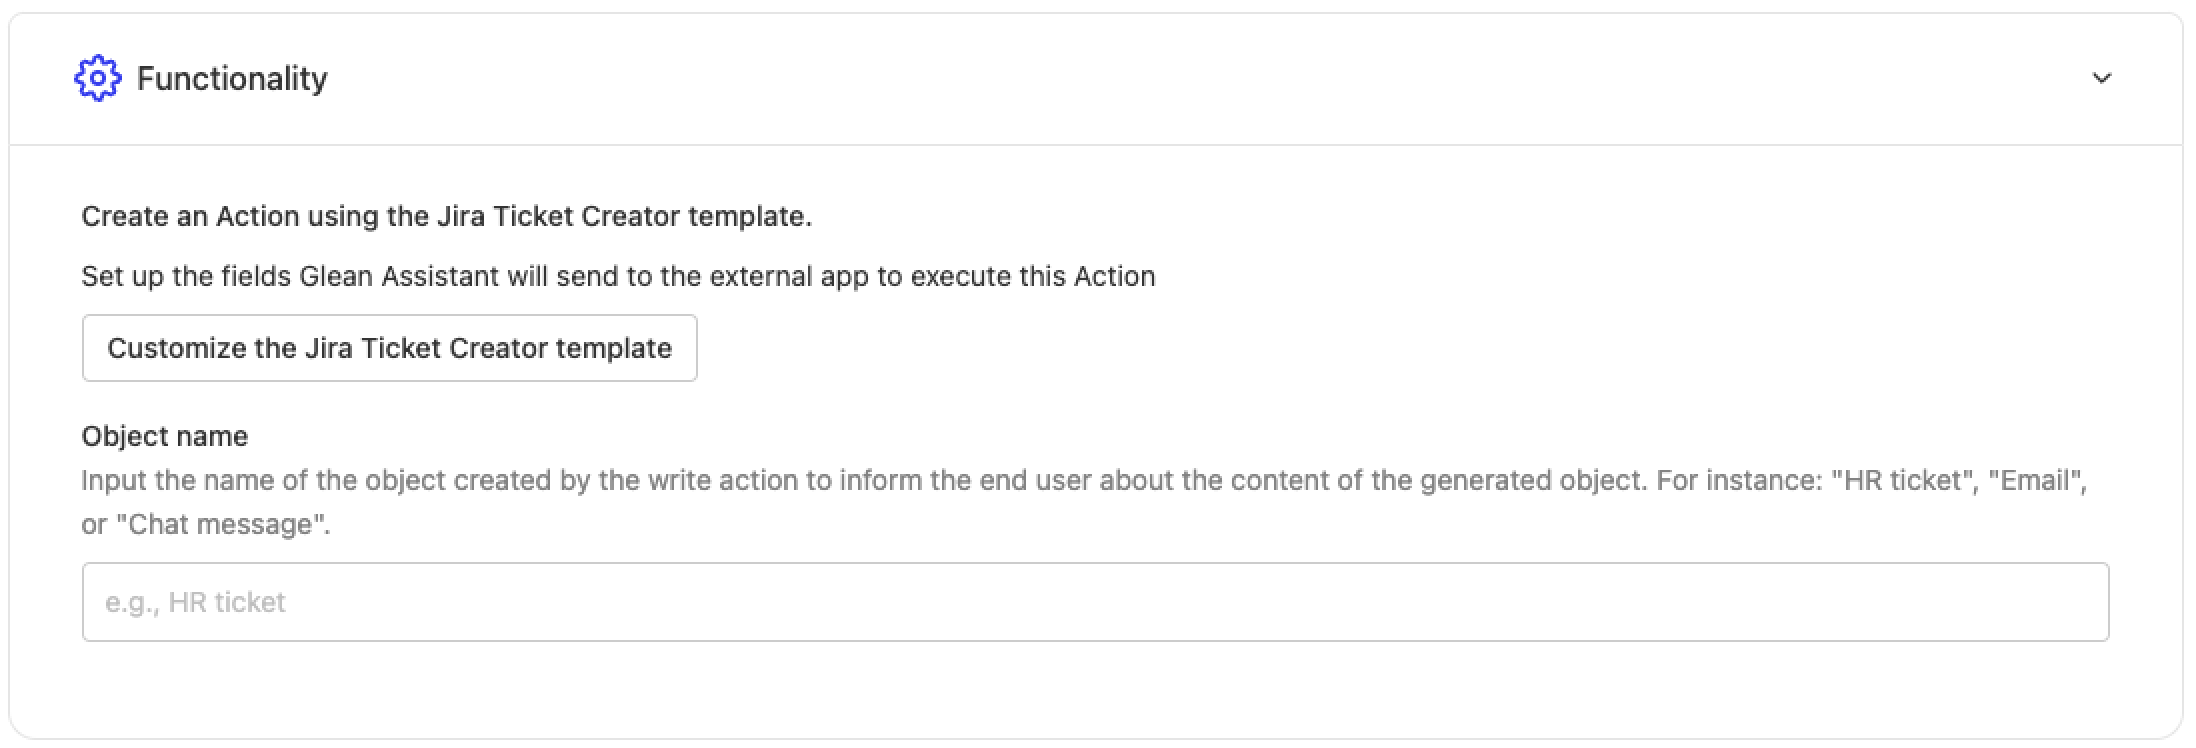 Functionality
Create an Action using the Jira Ticket Creator template.
Set up the fields Glean Assistant will send to the external app to execute this Action
Customize the Jira Ticket Creator template
Object name
Input the name of the object created by the write action to inform the end user about the content of the generated object. For instance: "HR ticket", "Email",
or "Chat message".
e.g., HR ticket